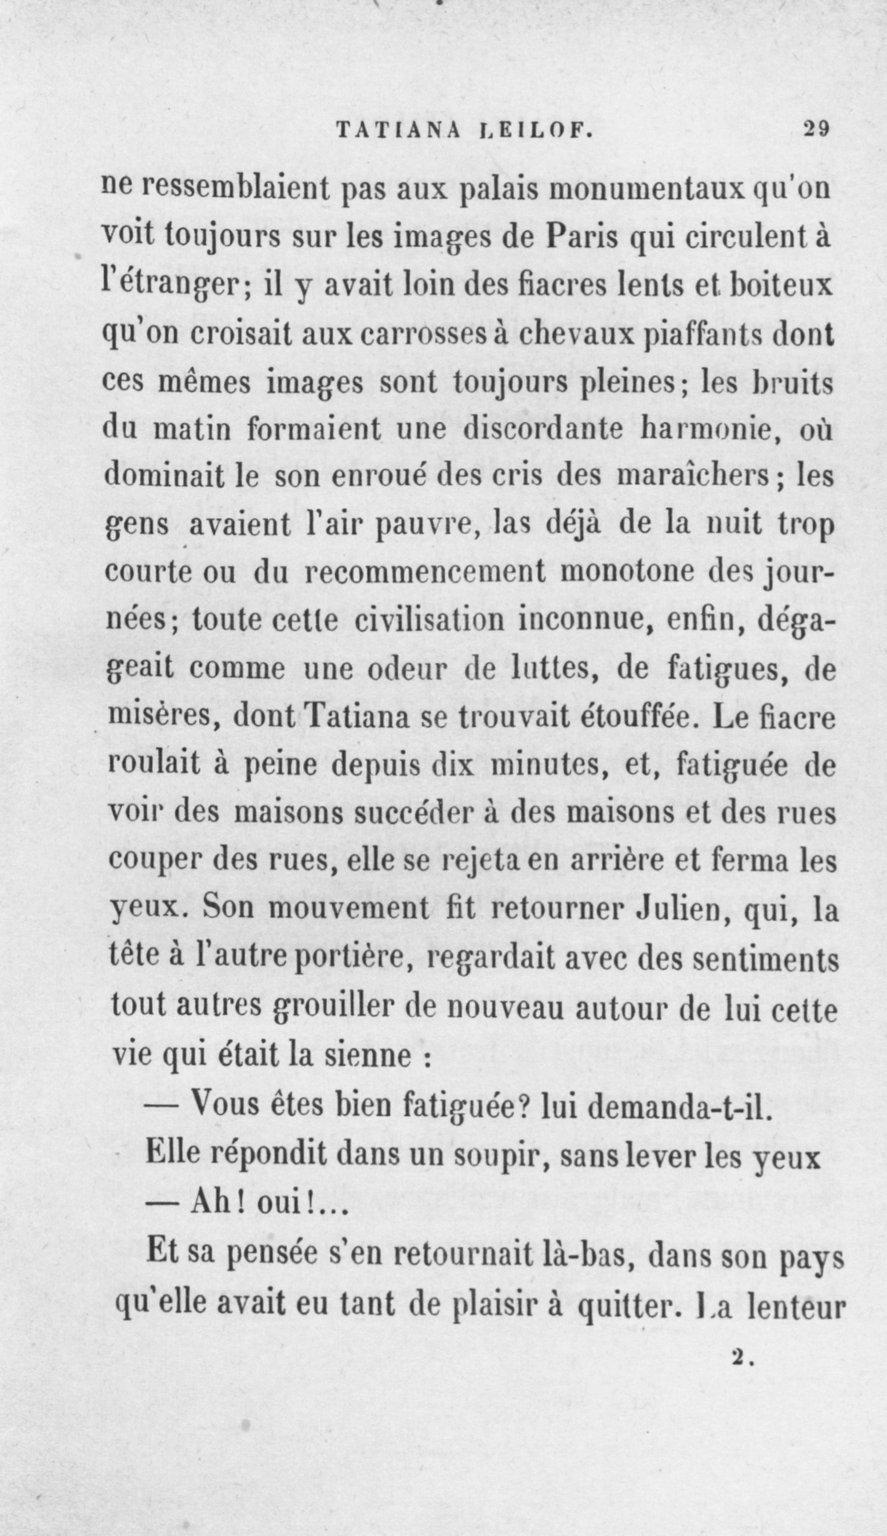 TATIANA LEILOF. 29
ne ressemblaient pas aux palais monumentaux qu'on
voit toujours sur les images de Paris qui circulent à
l'étranger; il y avait loin des fiacres lents et boiteux
qu'on croisait aux carrosses à chevaux piaffants dont
ces mêmes images sont toujours pleines; les bruits
du matin formaient une discordante harmonie, où
dominait le son enroué des cris des maraîchers; les
gens avaient l'air pauvre, las déjà de la nuit trop
courte ou du recommencement monotone des jour-
nées; toute cette civilisation inconnue, enfin, déga-
geait comme une odeur de luttes, de fatigues, de
misères, dont Tatiana se trouvait étouffée. Le fiacre
roulait à peine depuis dix minutes, et, fatiguée de
voir des maisons succéder à des maisons et des rues
couper des rues, elle se rejeta en arrière et ferma les
yeux. Son mouvement fit retourner Julien, qui, la
tête à l'autre portière, regardait avec des sentiments
tout autres grouiller de nouveau autour de lui cette
vie qui était la sienne :
— Vous êtes bien fatiguée? lui demanda-t-il.
Elle répondit dans un soupir, sans lever les yeux
— Ah! oui!...
Et sa pensée s'en retournait là-bas, dans son pays
qu'elle avait eu tant de plaisir à quitter. La lenteur
2.